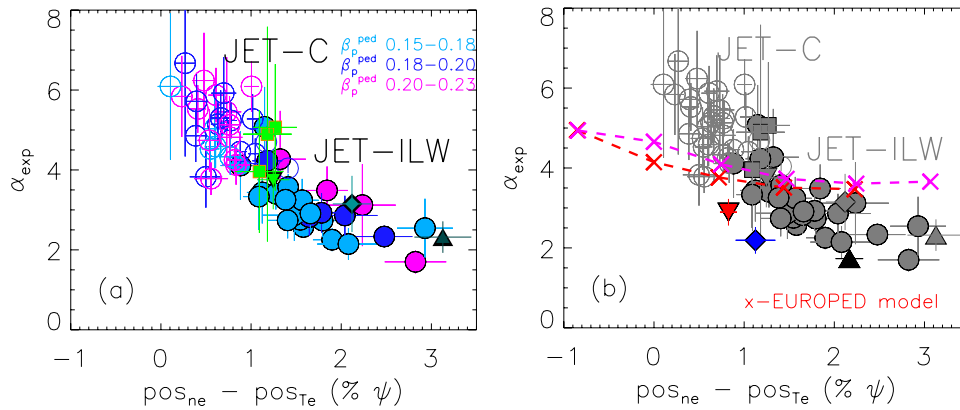 8
6
4
2
0
α_exp
JET−C
β_p^ped 0.15−0.18
β_p^ped 0.18−0.20
β_p^ped 0.20−0.23
JET−ILW
(a)
−1 0 1 2 3
pos_ne − pos_Te (% ψ)
8
6
4
2
0
α_exp
JET−C
JET−ILW
(b)
x−EUROPED model
−1 0 1 2 3
pos_ne − pos_Te (% ψ)